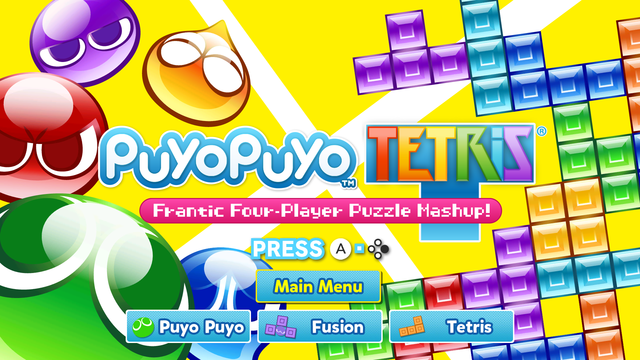 PuyoPuyo TETRIS®
TM
Frantic Four-Player Puzzle Mashup!
PRESS A
Main Menu
Puyo Puyo
Fusion
Tetris